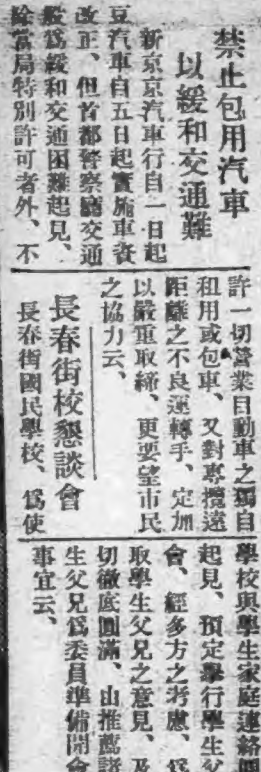 禁止包用汽車
以緩和交通難
新京京汽車行自一日起
豆汽車自五日起實施車資
改正、但首都警察廳交通
股爲緩和交通困難起見、
除當局特別許可者外、不
許一切營業自動車之獨自
租用或包車、又對專攬遠
距離之不良運轉手、定加
以嚴重取締、更要望市民
之協力云、
長春街校懇談會
長春街國民學校、爲使
學校與學生家庭連絡
起見、預定舉行學生父
會、經多方之考慮、爲
取學生父兄之意見、及
切徹底圓滿、由推薦
生父兄爲委員準備開會
事宜云、